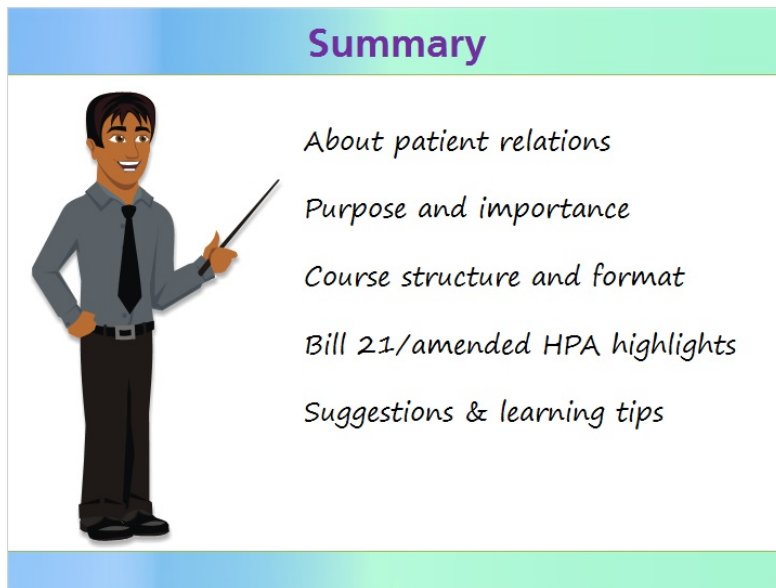 Summary
About patient relations
Purpose and importance
Course structure and format
Bill 21/amended HPA highlights
Suggestions & learning tips